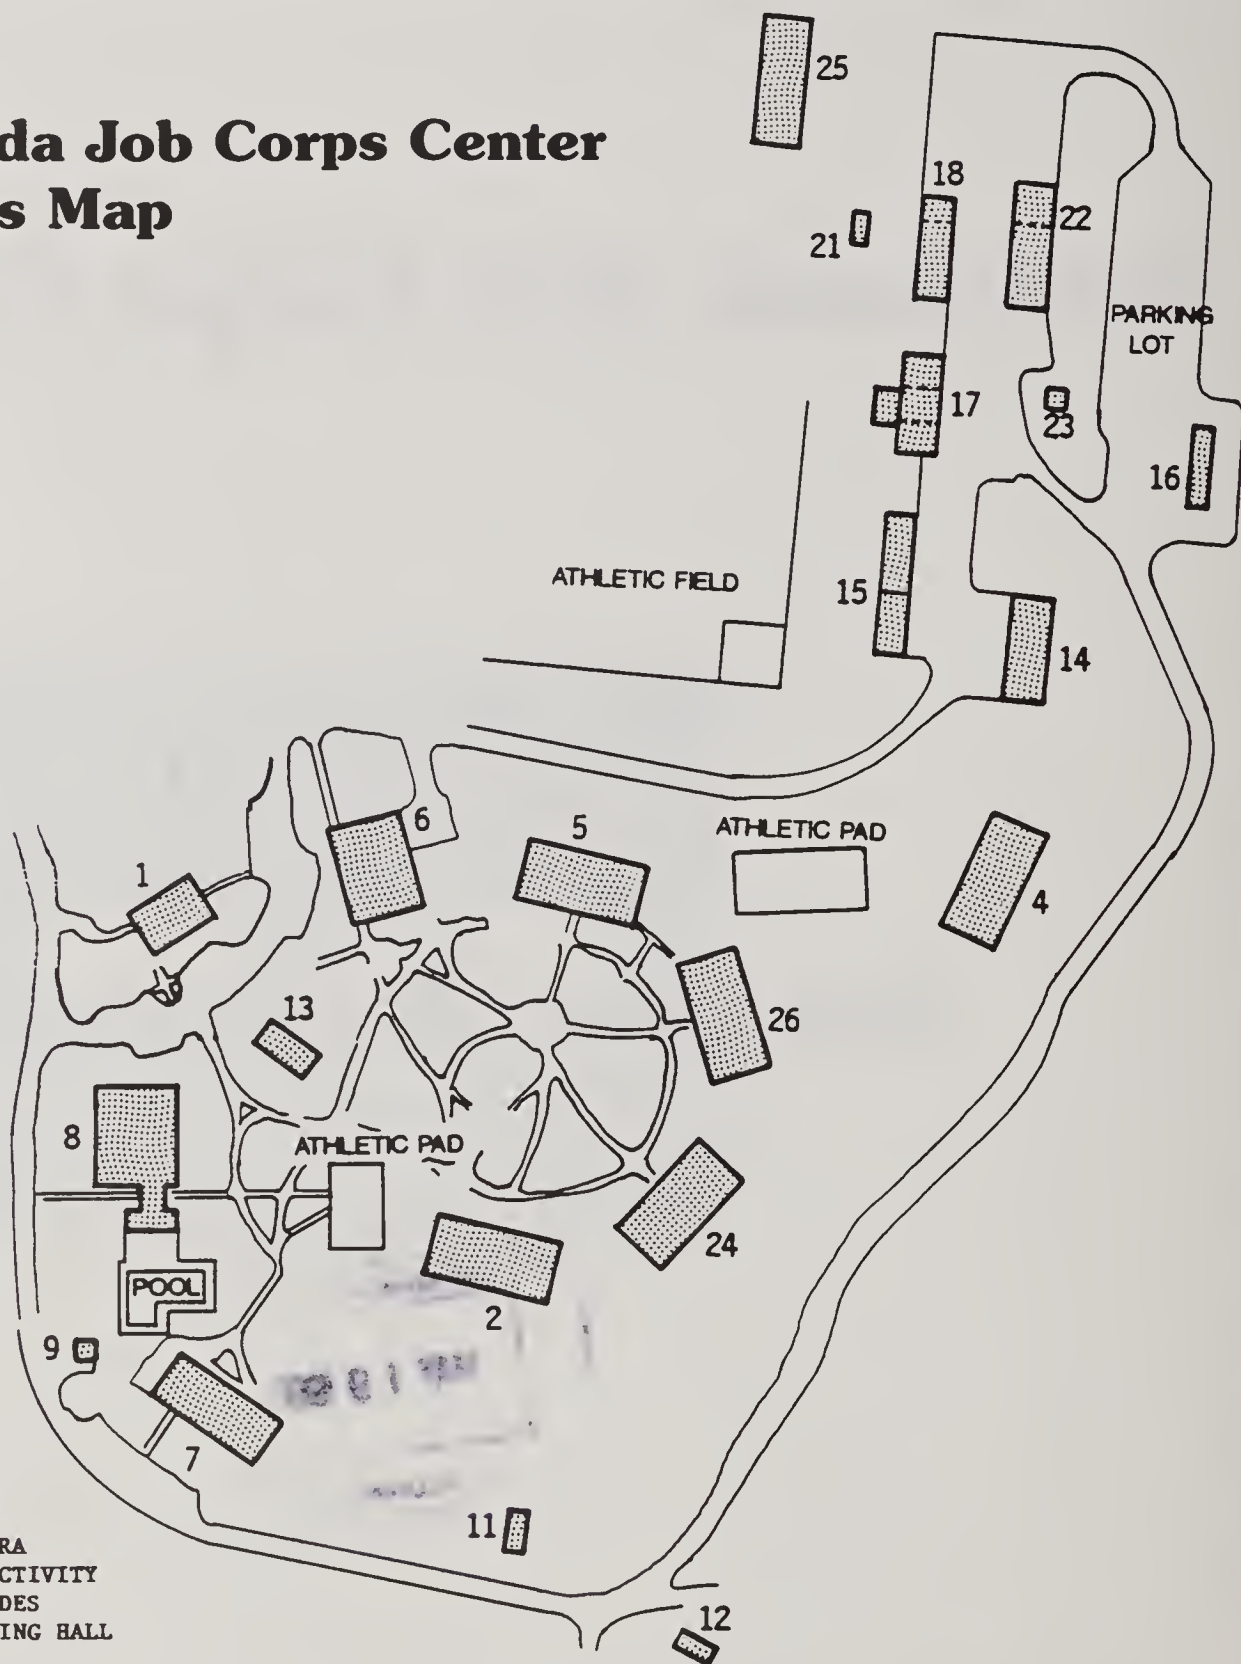 da Job Corps Center
s Map
25
18
22
21
PARKING
LOT
17
23
16
ATHLETIC FIELD
15
14
6
5
ATHLETIC PAD
1
4
13
26
8
ATHLETIC PAD
24
POOL
2
9
7
11
RA
CTIVITY
DES
ING HALL
12